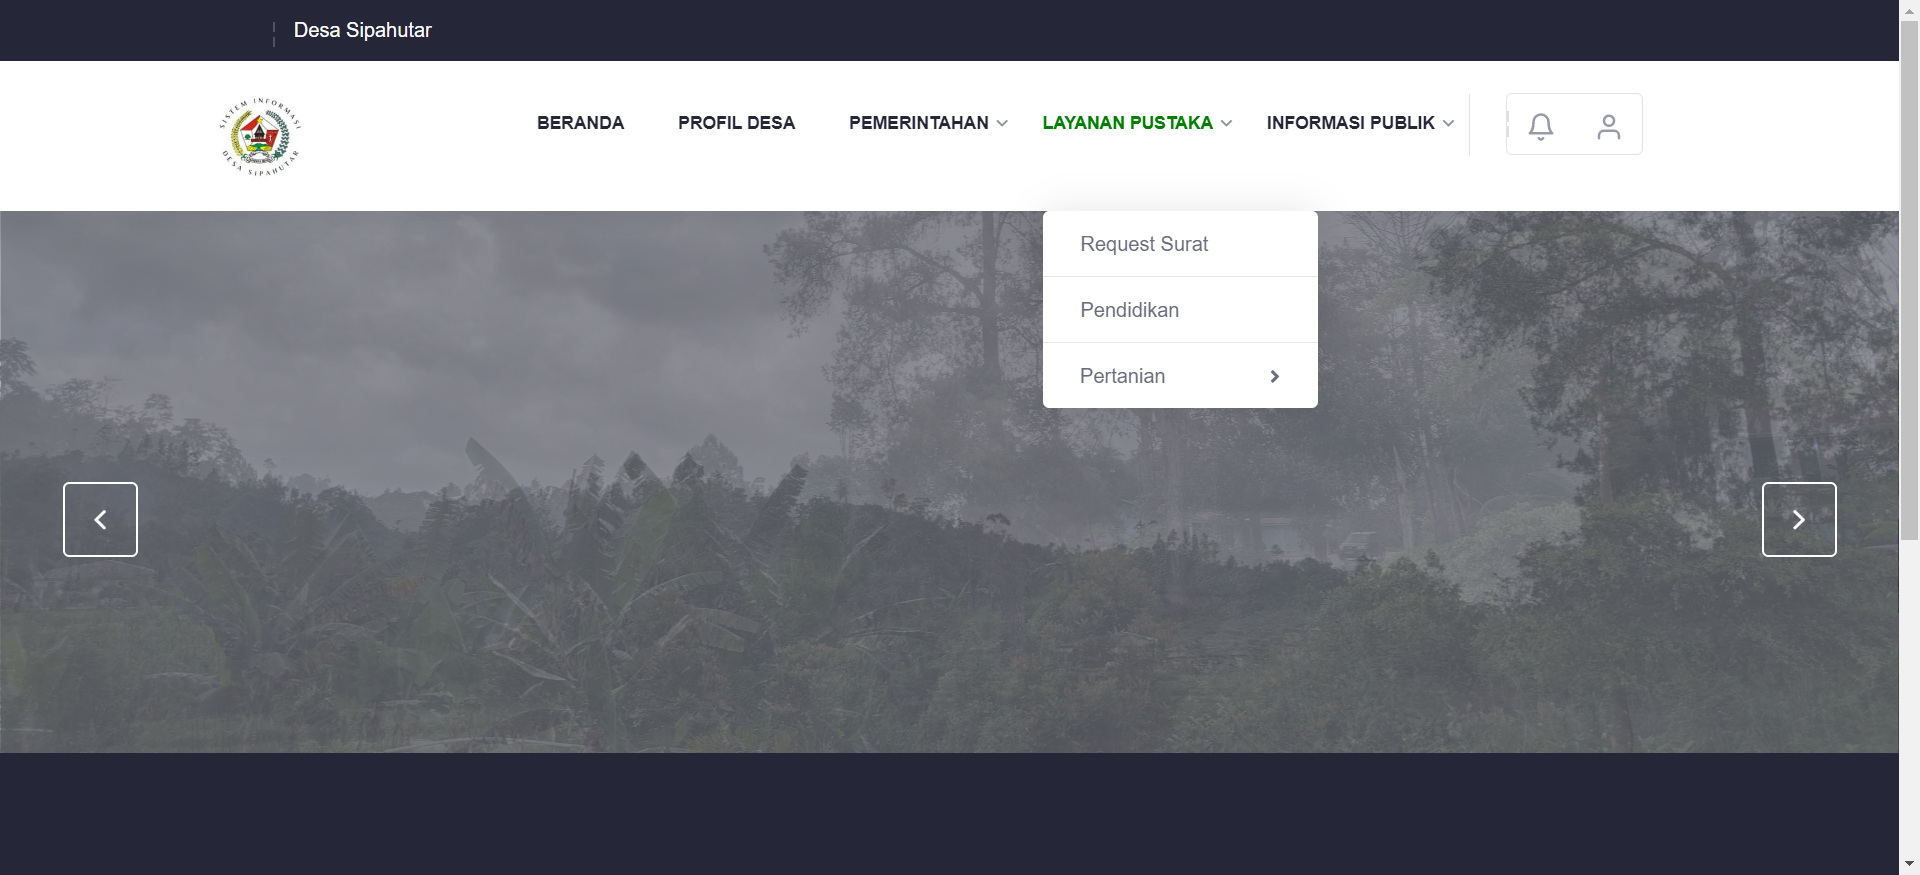 Desa Sipahutar
SISTEM INFORMASI
DESA SIPAHUTAR
BERANDA
PROFIL DESA
PEMERINTAHAN
LAYANAN PUSTAKA
INFORMASI PUBLIK
Request Surat
Pendidikan
Pertanian